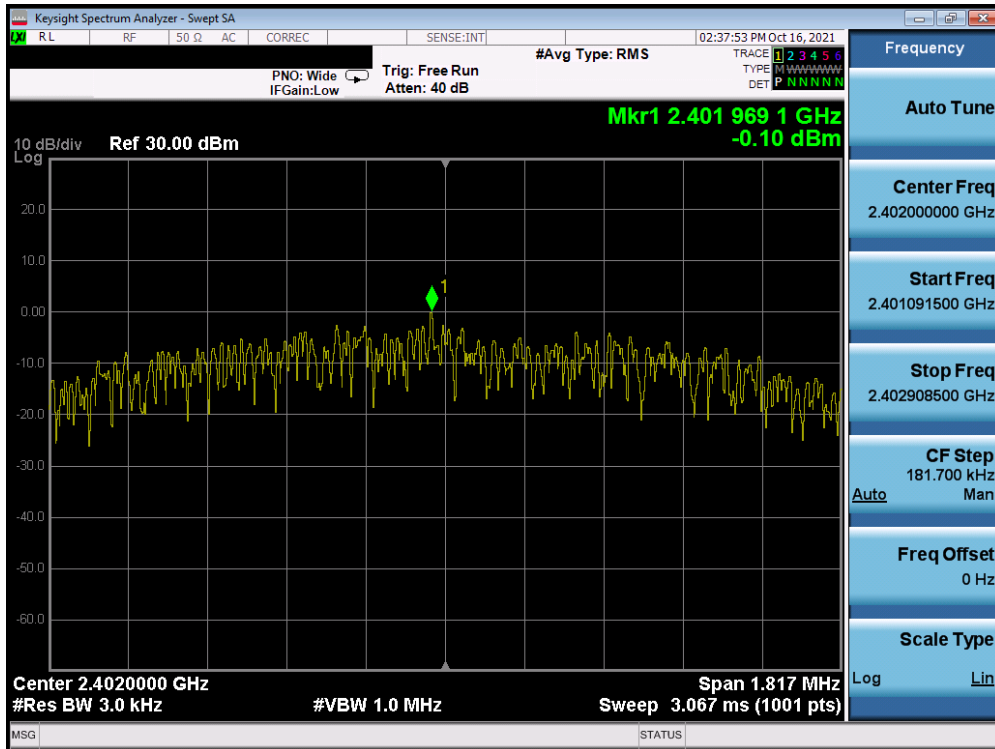 Keysight Spectrum Analyzer - Swept SA
LXI RL RF 50 Ω AC CORREC SENSE:INT 02:37:53 PM Oct 16, 2021
#Avg Type: RMS TRACE 1 2 3 4 5 6
PNO: Wide Trig: Free Run TYPE M WWWWW
IFGain:Low Atten: 40 dB DET P N N N N N
Mkr1 2.401 969 1 GHz
-0.10 dBm
10 dB/div Ref 30.00 dBm
Log
20.0
10.0
1
0.00
-10.0
-20.0
-30.0
-40.0
-50.0
-60.0
Center 2.4020000 GHz Span 1.817 MHz
#Res BW 3.0 kHz #VBW 1.0 MHz Sweep 3.067 ms (1001 pts)
MSG STATUS
Frequency
Auto Tune
Center Freq
2.402000000 GHz
Start Freq
2.401091500 GHz
Stop Freq
2.402908500 GHz
CF Step
181.700 kHz
Auto Man
Freq Offset
0 Hz
Scale Type
Log Lin